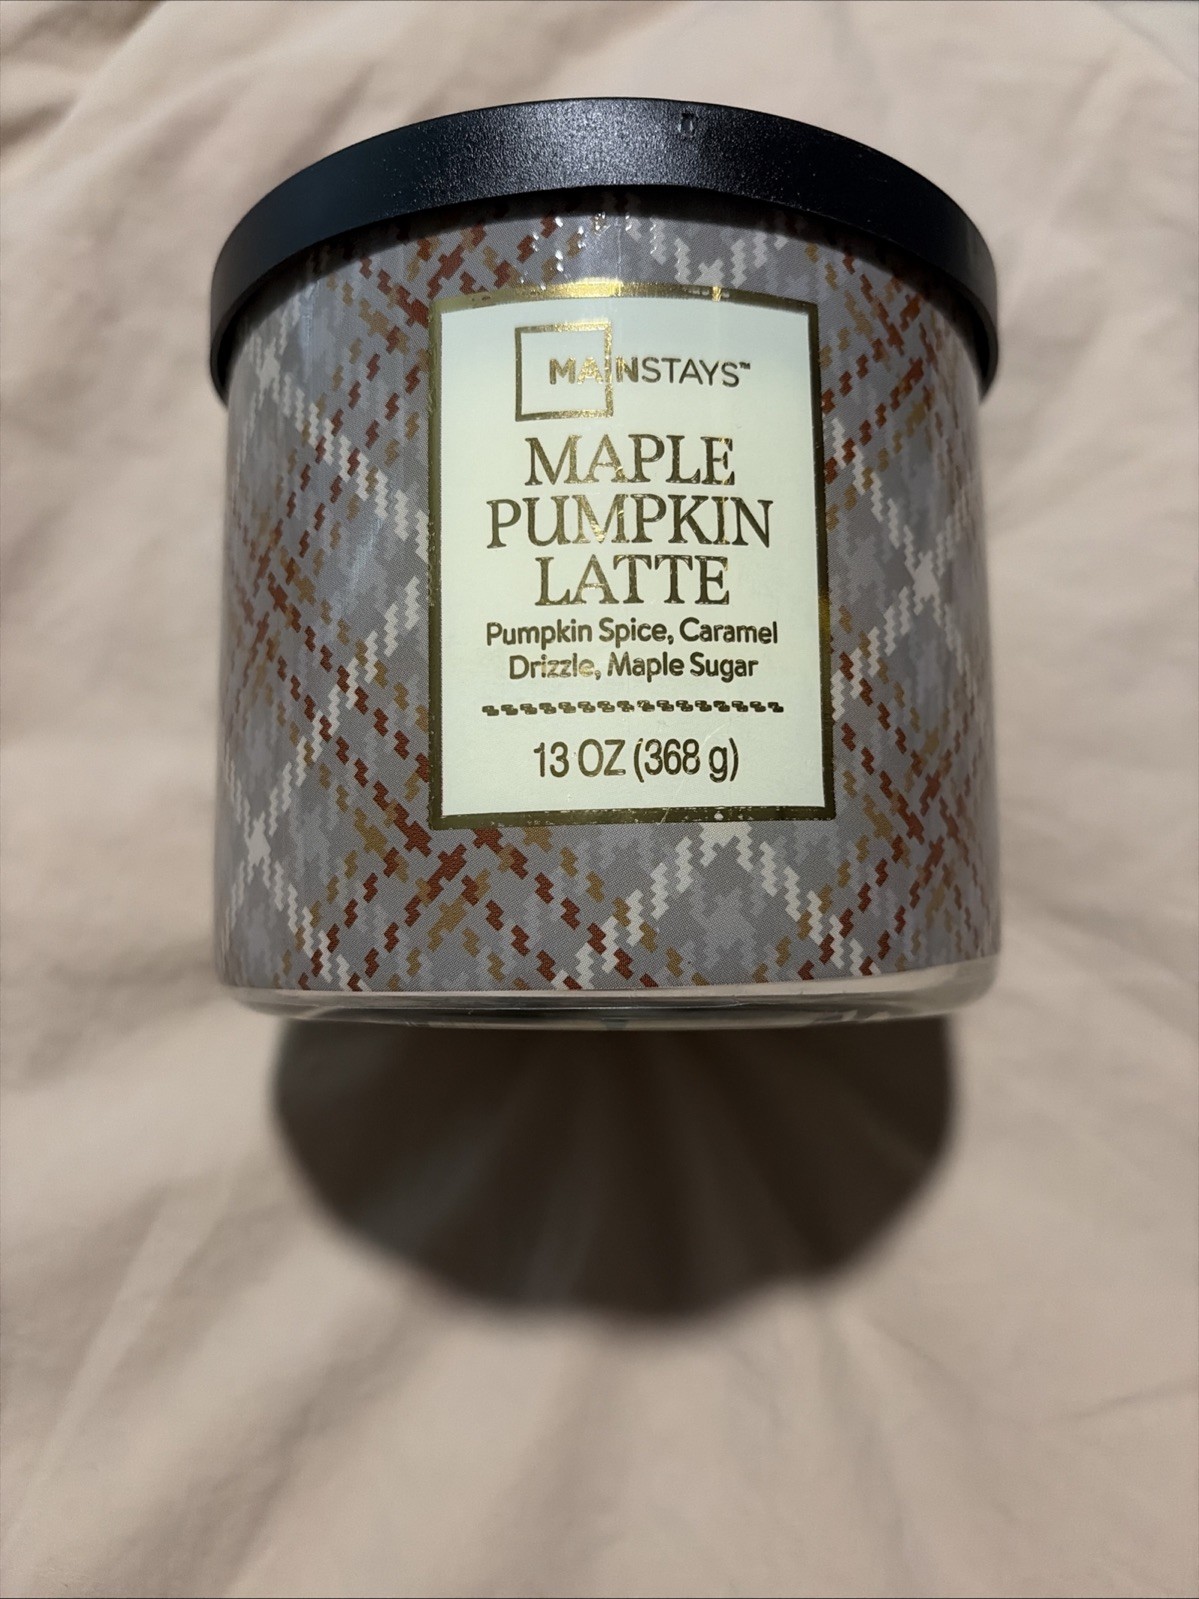 MAINSTAYS™
MAPLE
PUMPKIN
LATTE
Pumpkin Spice, Caramel
Drizzle, Maple Sugar
13 OZ (368 g)